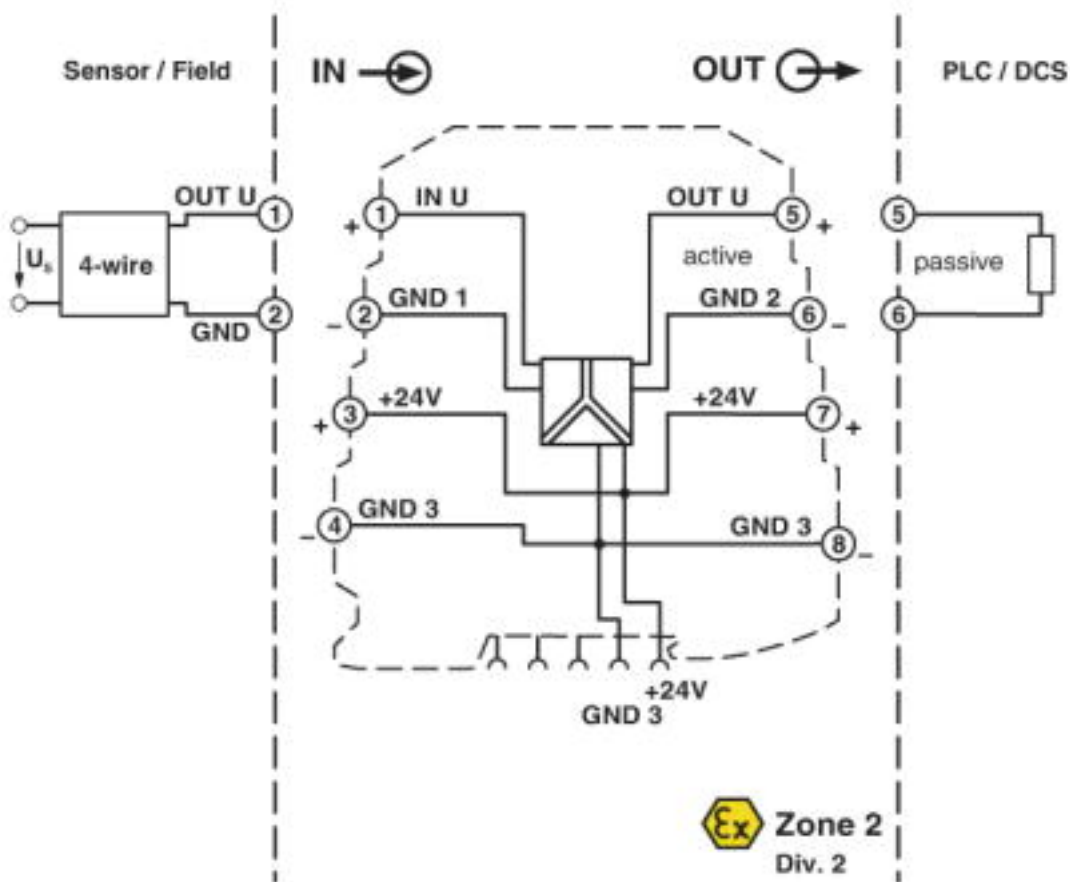 Sensor / Field
IN
OUT
PLC / DCS
OUT U
1
1
IN U
OUT U
5
5
+
+
U_s
4-wire
active
passive
GND
2
2
GND 1
GND 2
6
6
–
–
3
+24V
+24V
7
+
+
4
GND 3
GND 3
8
–
–
+24V
GND 3
Ex
Zone 2
Div. 2